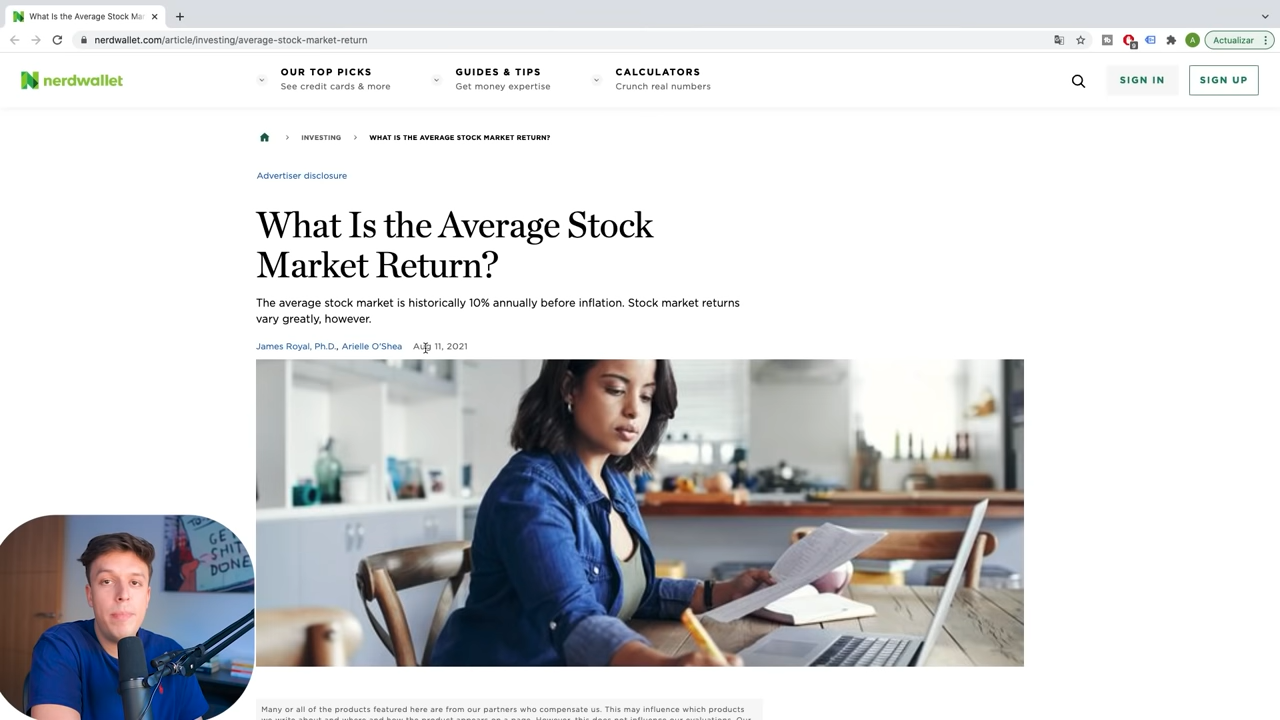 What Is the Average Stock Ma
nerdwallet.com/article/investing/average-stock-market-return
9
A
Actualizar
nerdwallet
OUR TOP PICKS
See credit cards & more
GUIDES & TIPS
Get money expertise
CALCULATORS
Crunch real numbers
SIGN IN
SIGN UP
INVESTING
WHAT IS THE AVERAGE STOCK MARKET RETURN?
Advertiser disclosure
What Is the Average Stock
Market Return?
The average stock market is historically 10% annually before inflation. Stock market returns
vary greatly, however.
James Royal, Ph.D., Arielle O'Shea Aug 11, 2021
GET
SHIT
DONE
Many or all of the products featured here are from our partners who compensate us. This may influence which products
we write about and where and how the product appears on a page. However, this does not influence our evaluations. Our